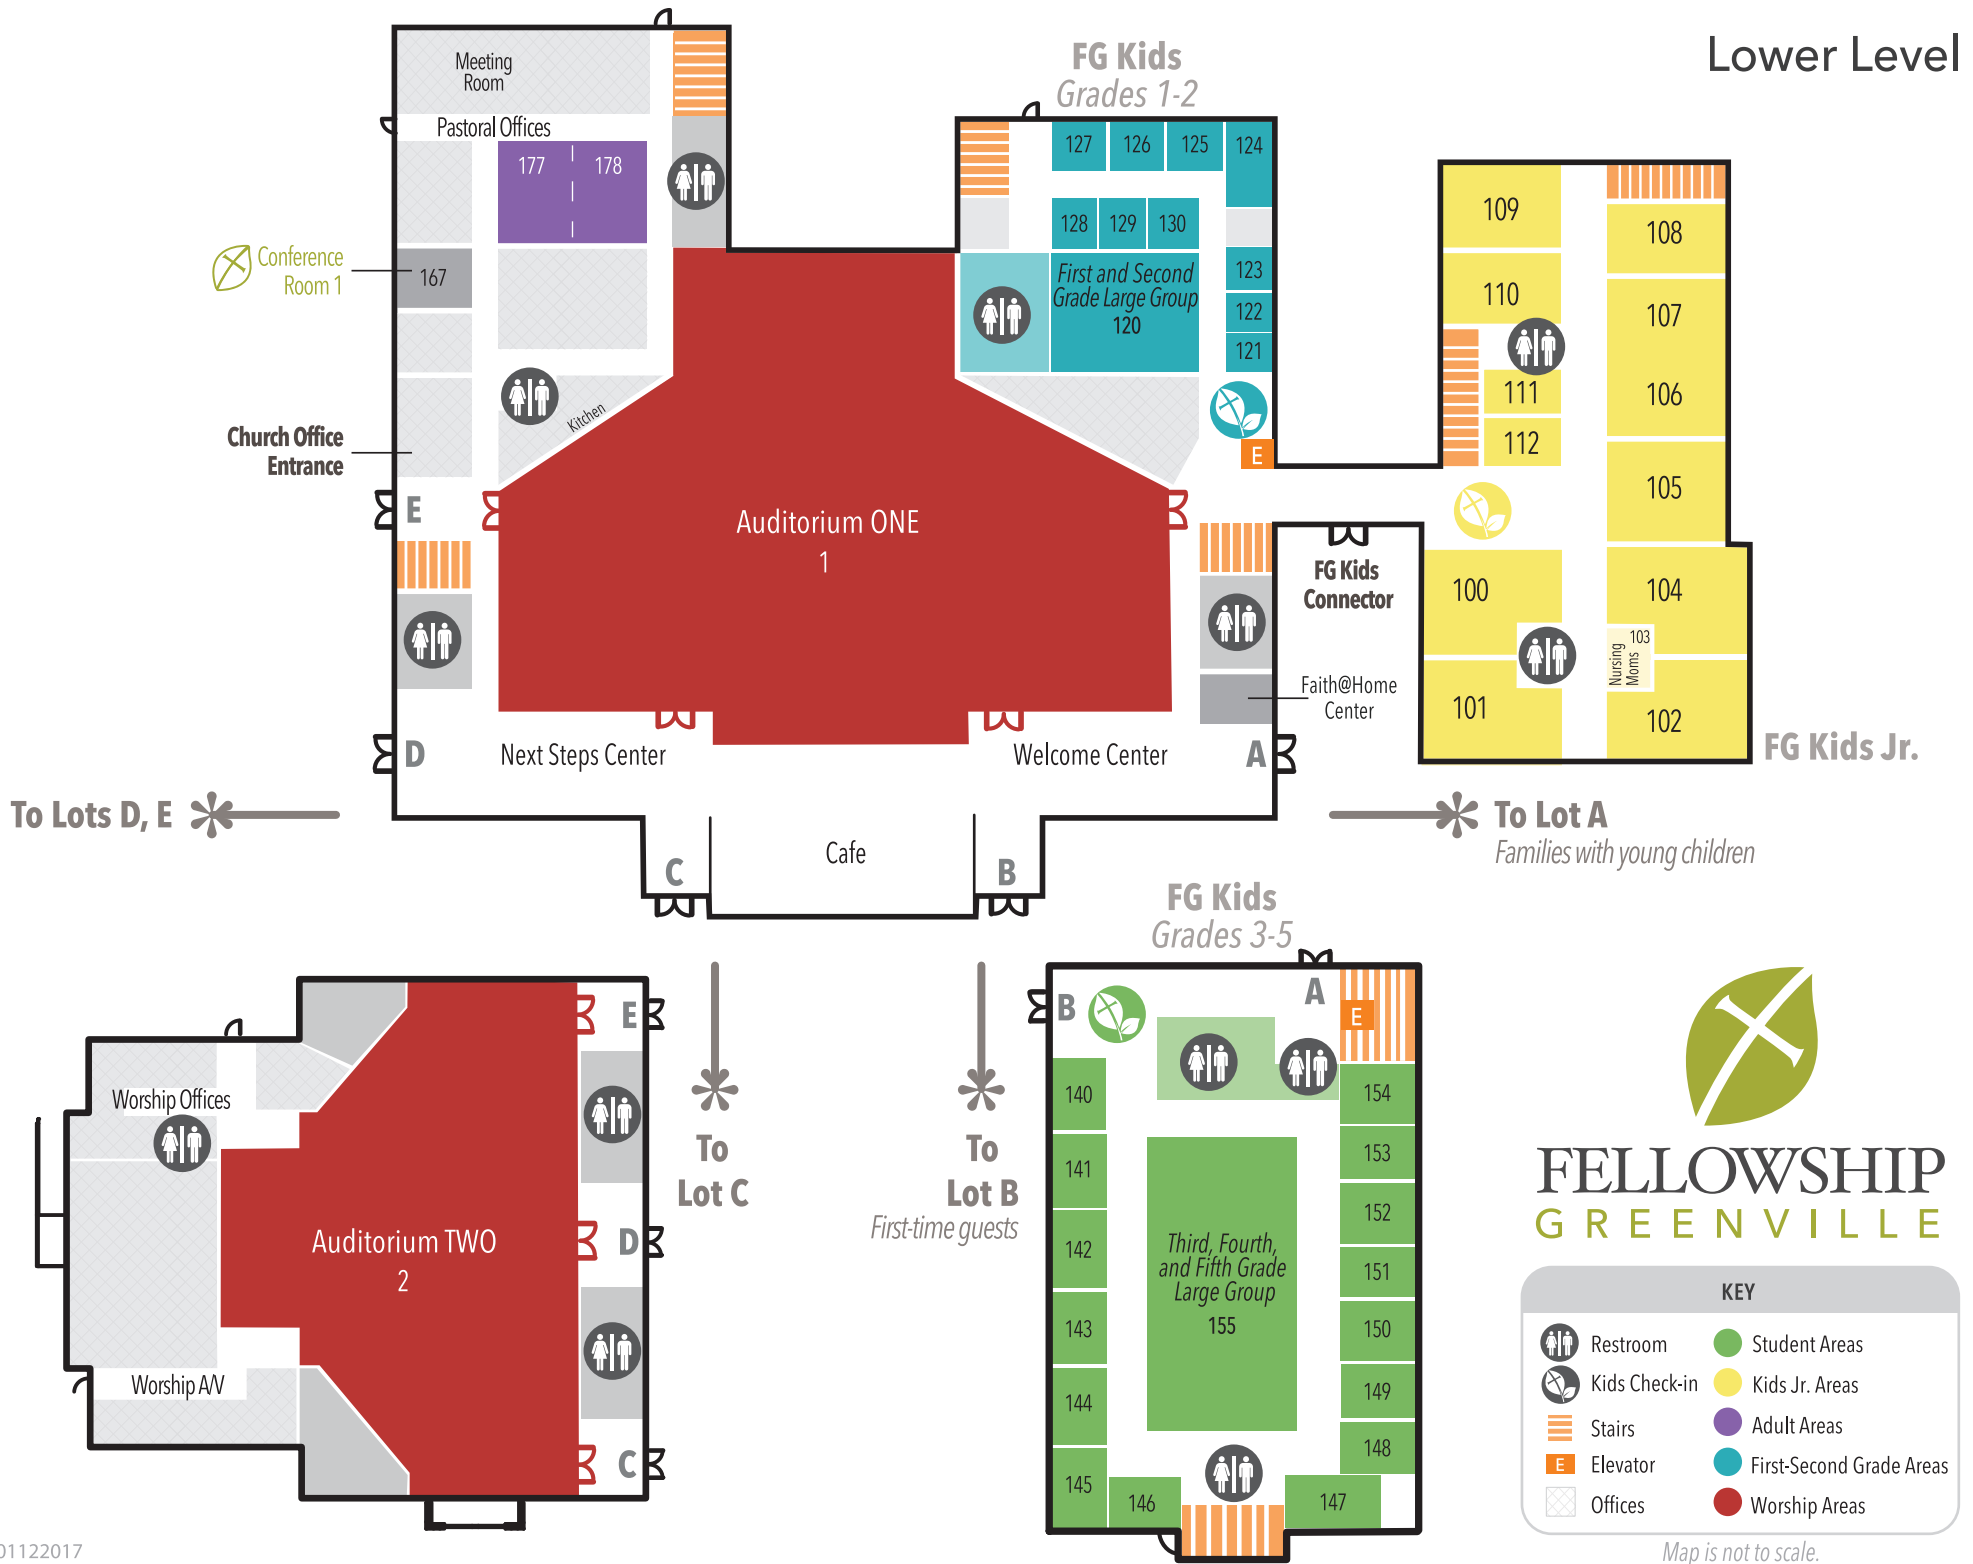 Lower Level
FG Kids
Grades 1-2
Meeting
Room
Pastoral Offices
177
178
Conference
Room 1
167
Church Office
Entrance
Kitchen
E
127
126
125
124
128
129
130
First and Second
Grade Large Group
120
123
122
121
E
109
108
110
107
111
106
112
105
100
104
103
Nursing
Moms
101
102
FG Kids Jr.
Auditorium ONE
1
FG Kids
Connector
Faith@Home
Center
D
Next Steps Center
Welcome Center
A
To Lots D, E
To Lot A
Families with young children
C
Cafe
B
FG Kids
Grades 3-5
E
Worship Offices
Auditorium TWO
2
D
Worship A/V
C
To
Lot C
To
Lot B
First-time guests
B
A
E
140
141
142
143
144
145
146
147
148
149
150
151
152
153
154
Third, Fourth,
and Fifth Grade
Large Group
155
FELLOWSHIP
GREENVILLE
KEY
Restroom
Student Areas
Kids Check-in
Kids Jr. Areas
Stairs
Adult Areas
E
Elevator
First-Second Grade Areas
Offices
Worship Areas
Map is not to scale.
01122017